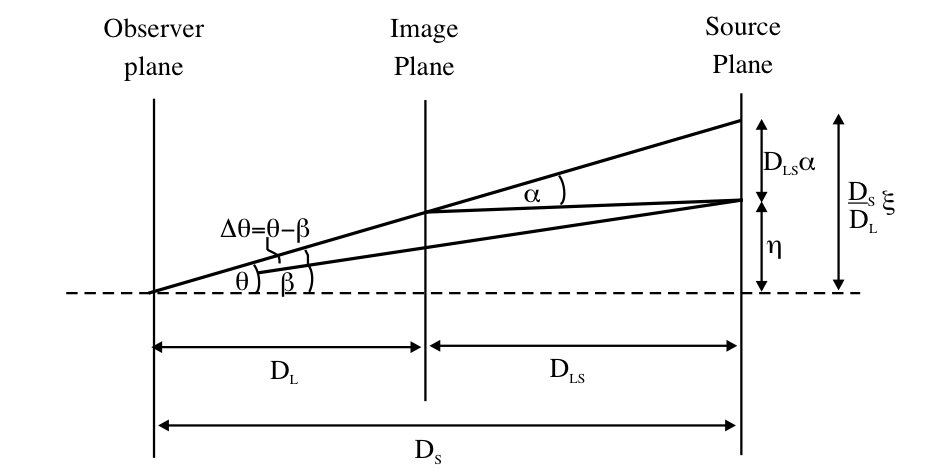 Observer
plane
Image
Plane
Source
Plane
Δθ=θ−β
θ
β
α
D_LSα
η
D_S
D_L
ξ
D_L
D_LS
D_S